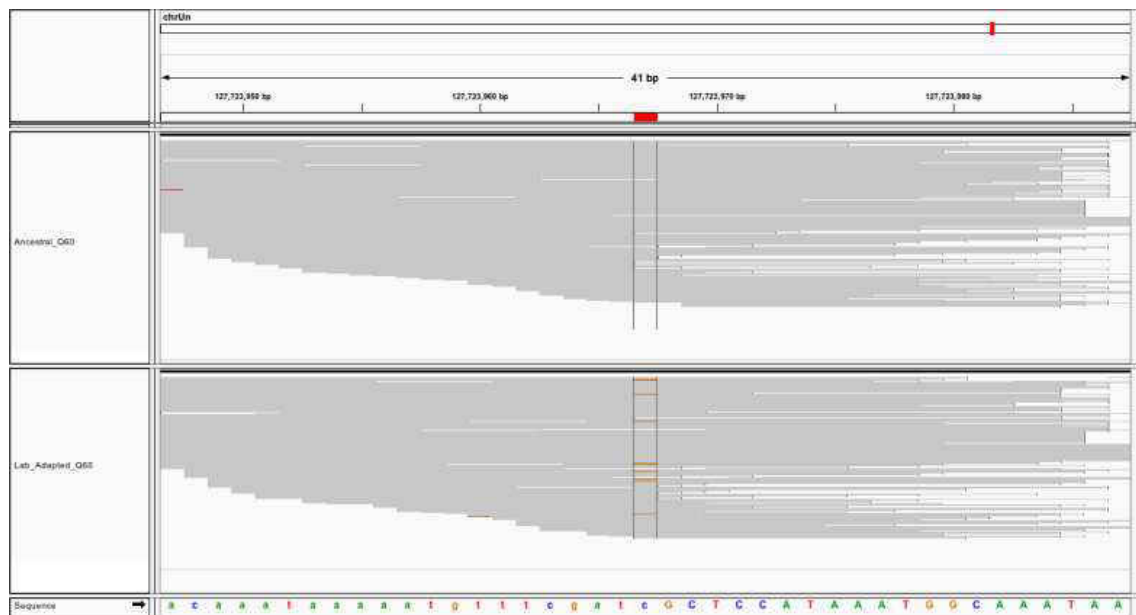 chrUn
41 bp
127,723,950 bp 127,723,960 bp 127,723,970 bp 127,723,980 bp
Ancestral_Q60
Lab_Adapted_Q60
Sequence a c a a a t a a a a a t g t t t c g a t c G C T C C A T A A A T G G C A A A T A A